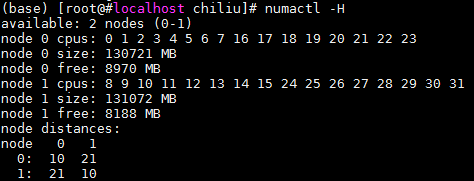 (base) [root@#localhost chiliu]# numactl -H
available: 2 nodes (0-1)
node 0 cpus: 0 1 2 3 4 5 6 7 16 17 18 19 20 21 22 23
node 0 size: 130721 MB
node 0 free: 8970 MB
node 1 cpus: 8 9 10 11 12 13 14 15 24 25 26 27 28 29 30 31
node 1 size: 131072 MB
node 1 free: 8188 MB
node distances:
node   0   1
  0:  10  21
  1:  21  10